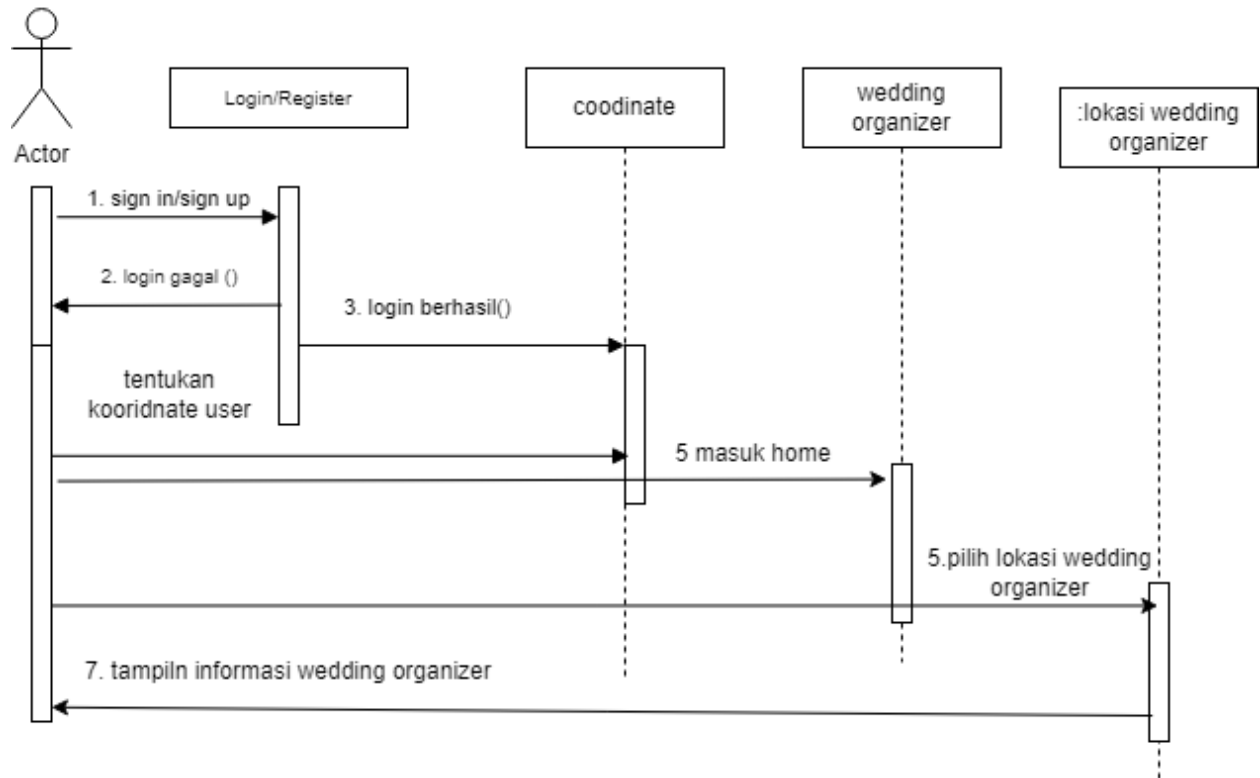 Actor
Login/Register
coodinate
wedding
organizer
:lokasi wedding
organizer
1. sign in/sign up
2. login gagal ()
3. login berhasil()
tentukan
kooridnate user
5 masuk home
5.pilih lokasi wedding
organizer
7. tampiln informasi wedding organizer